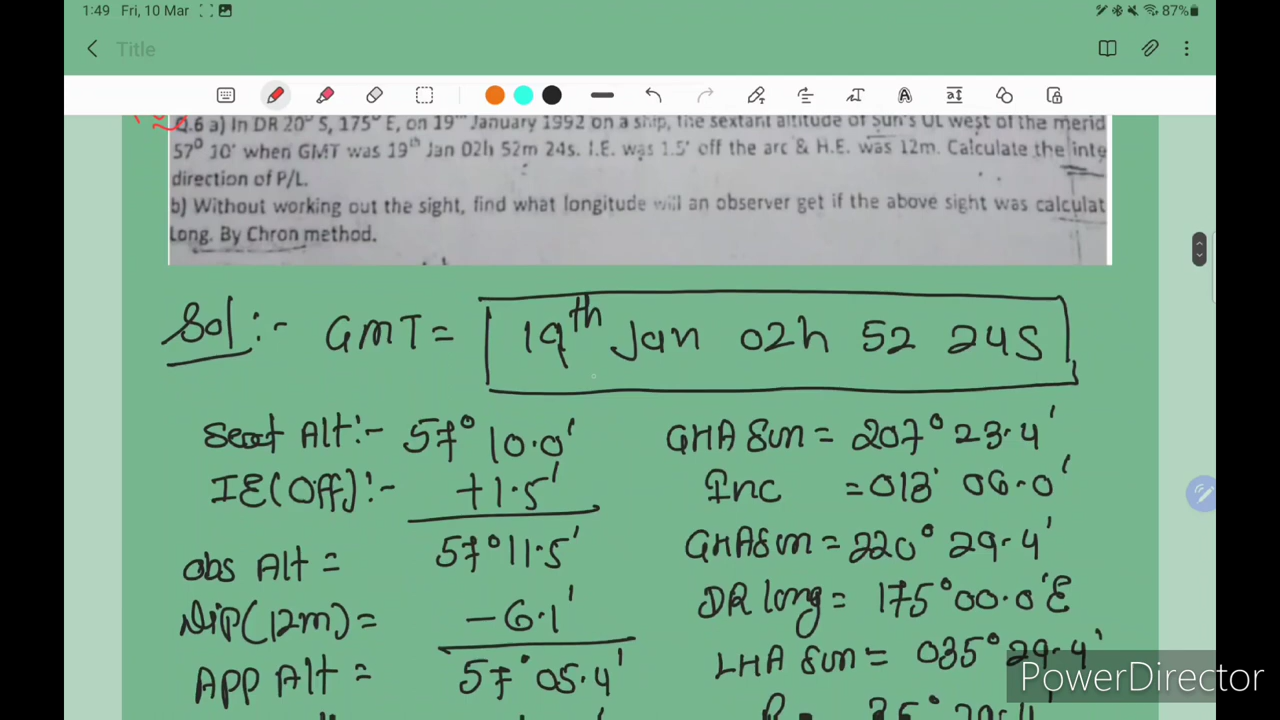 1:49 Fri, 10 Mar
87%
Title
Q.6 a) In DR 20° S, 175° E, on 19th January 1992 on a ship, the sextant altitude of Sun's UL west of the merid
57° 10' when GMT was 19th Jan 02h 52m 24s. I.E. was 1.5' off the arc & H.E. was 12m. Calculate the inte
direction of P/L.
b) Without working out the sight, find what longitude will an observer get if the above sight was calculat
Long. By Chron method.
Sol:- GMT = 19th Jan 02h 52 24S
Sext Alt:- 57° 10.0'
IE(Off):- +1.5'
Obs Alt = 57° 11.5'
Dip(12m) = -6.1'
App Alt = 57° 05.4'
GHA Sun = 207° 23.4'
Inc = 013° 06.0'
GHA Sun = 220° 29.4'
DR long = 175° 00.0'E
LHA Sun = 035° 29.4'
P = 35° 29.4'
PowerDirector